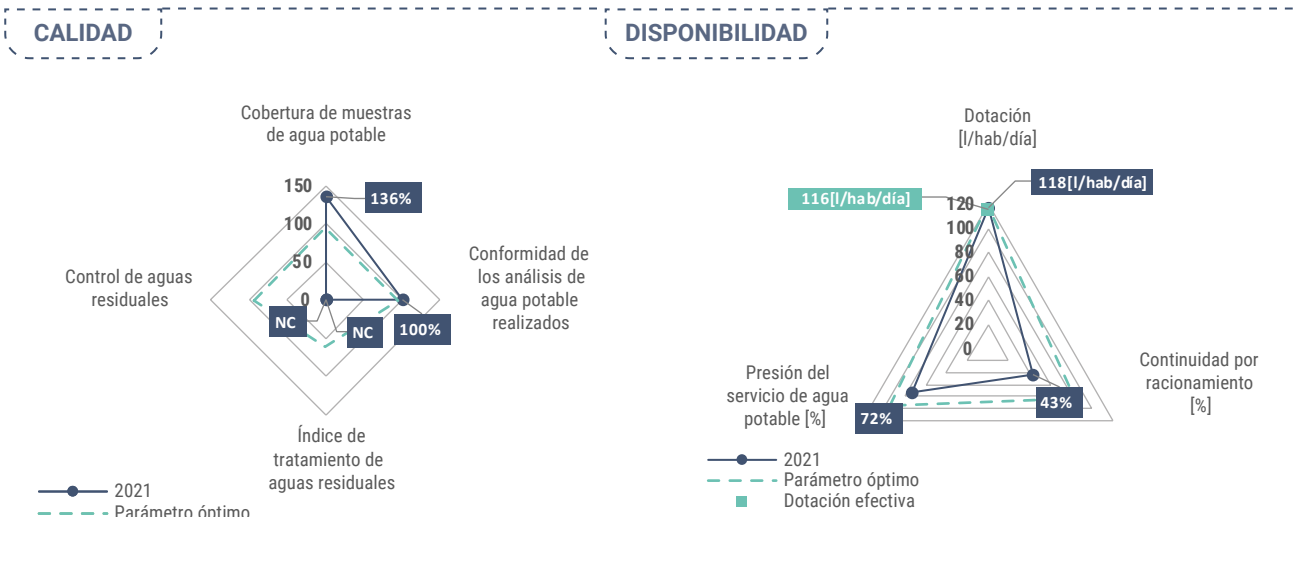 CALIDAD
Cobertura de muestras
de agua potable
150
100
50
0
136%
Conformidad de
los análisis de
agua potable
realizados
100%
Control de aguas
residuales
NC
NC
Índice de
tratamiento de
aguas residuales
2021
Parámetro óptimo
DISPONIBILIDAD
Dotación
[l/hab/día]
116[l/hab/día]
118[l/hab/día]
120
100
80
60
40
20
0
Continuidad por
racionamiento
[%]
43%
Presión del
servicio de agua
potable [%]
72%
2021
Parámetro óptimo
Dotación efectiva